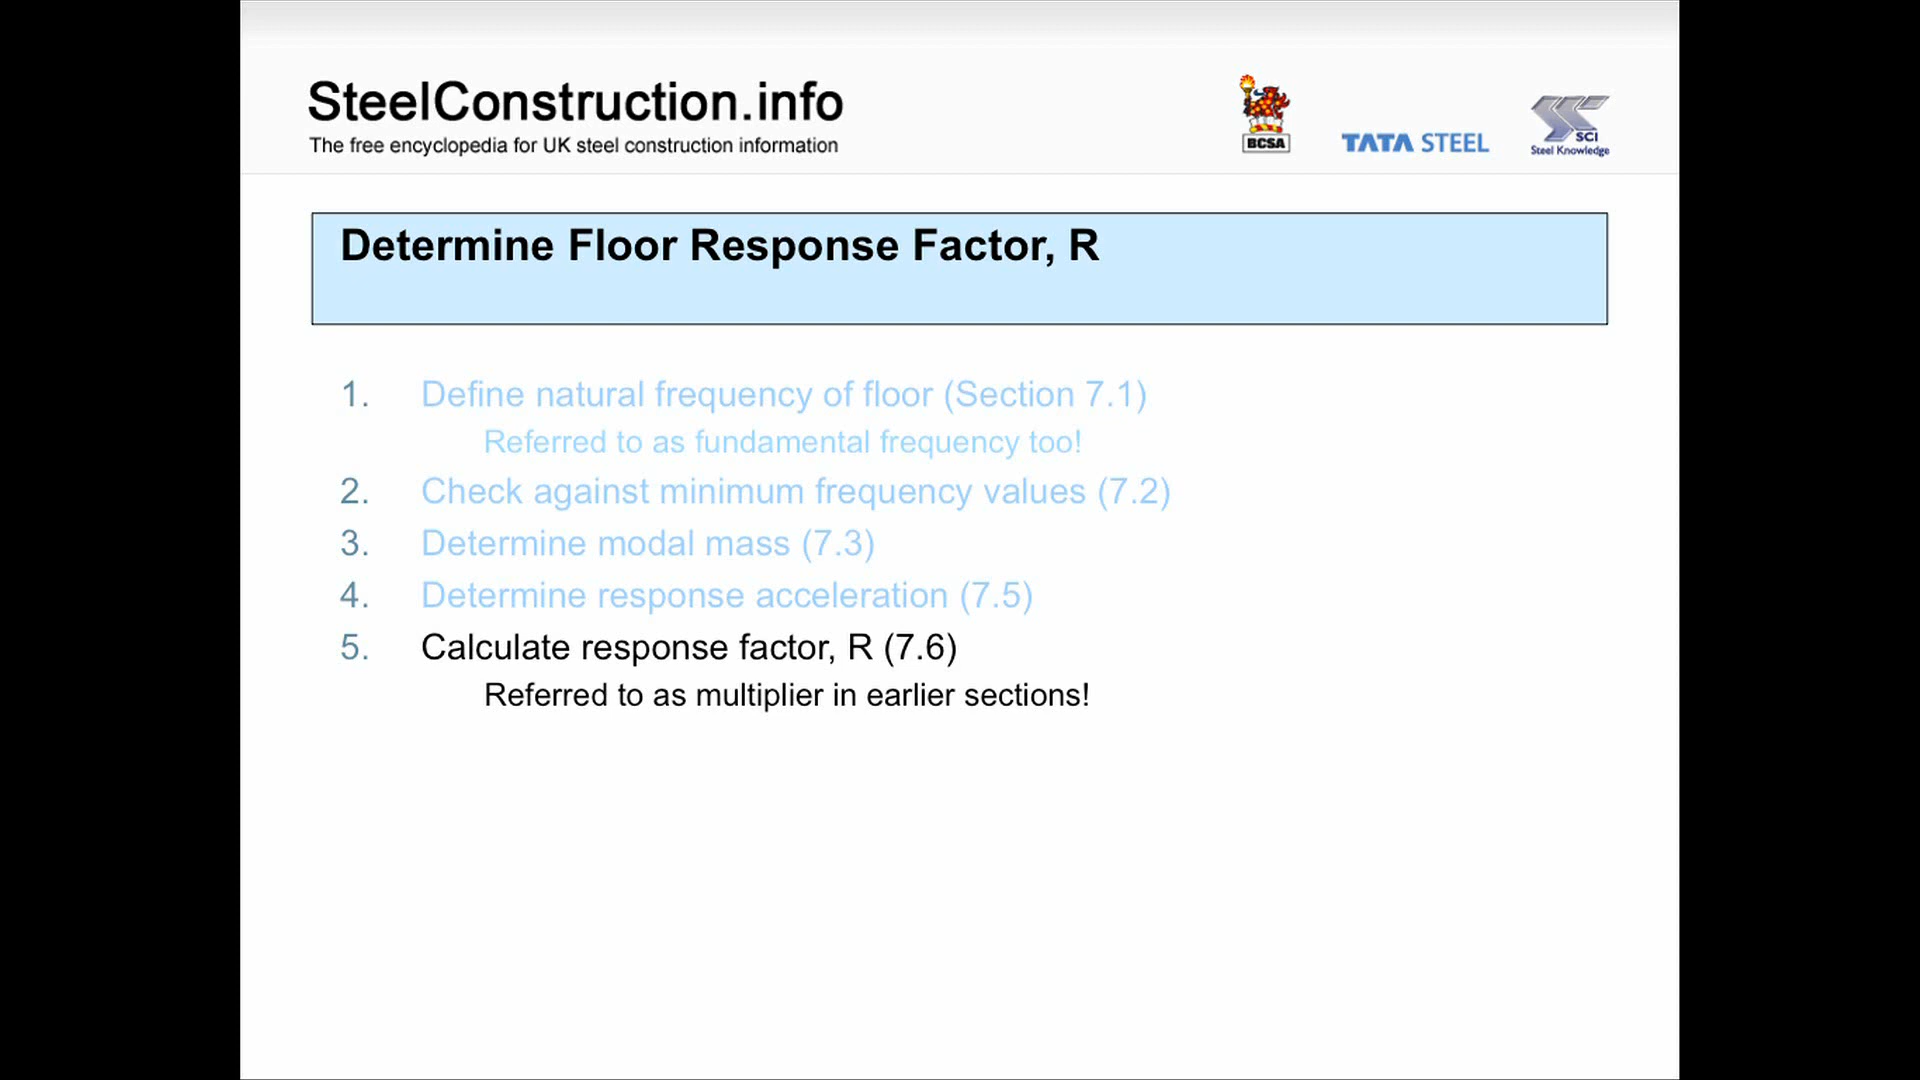 SteelConstruction.info
The free encyclopedia for UK steel construction information
BCSA
TATA STEEL
SCI
Steel Knowledge
Determine Floor Response Factor, R
1. Define natural frequency of floor (Section 7.1)
Referred to as fundamental frequency too!
2. Check against minimum frequency values (7.2)
3. Determine modal mass (7.3)
4. Determine response acceleration (7.5)
5. Calculate response factor, R (7.6)
Referred to as multiplier in earlier sections!